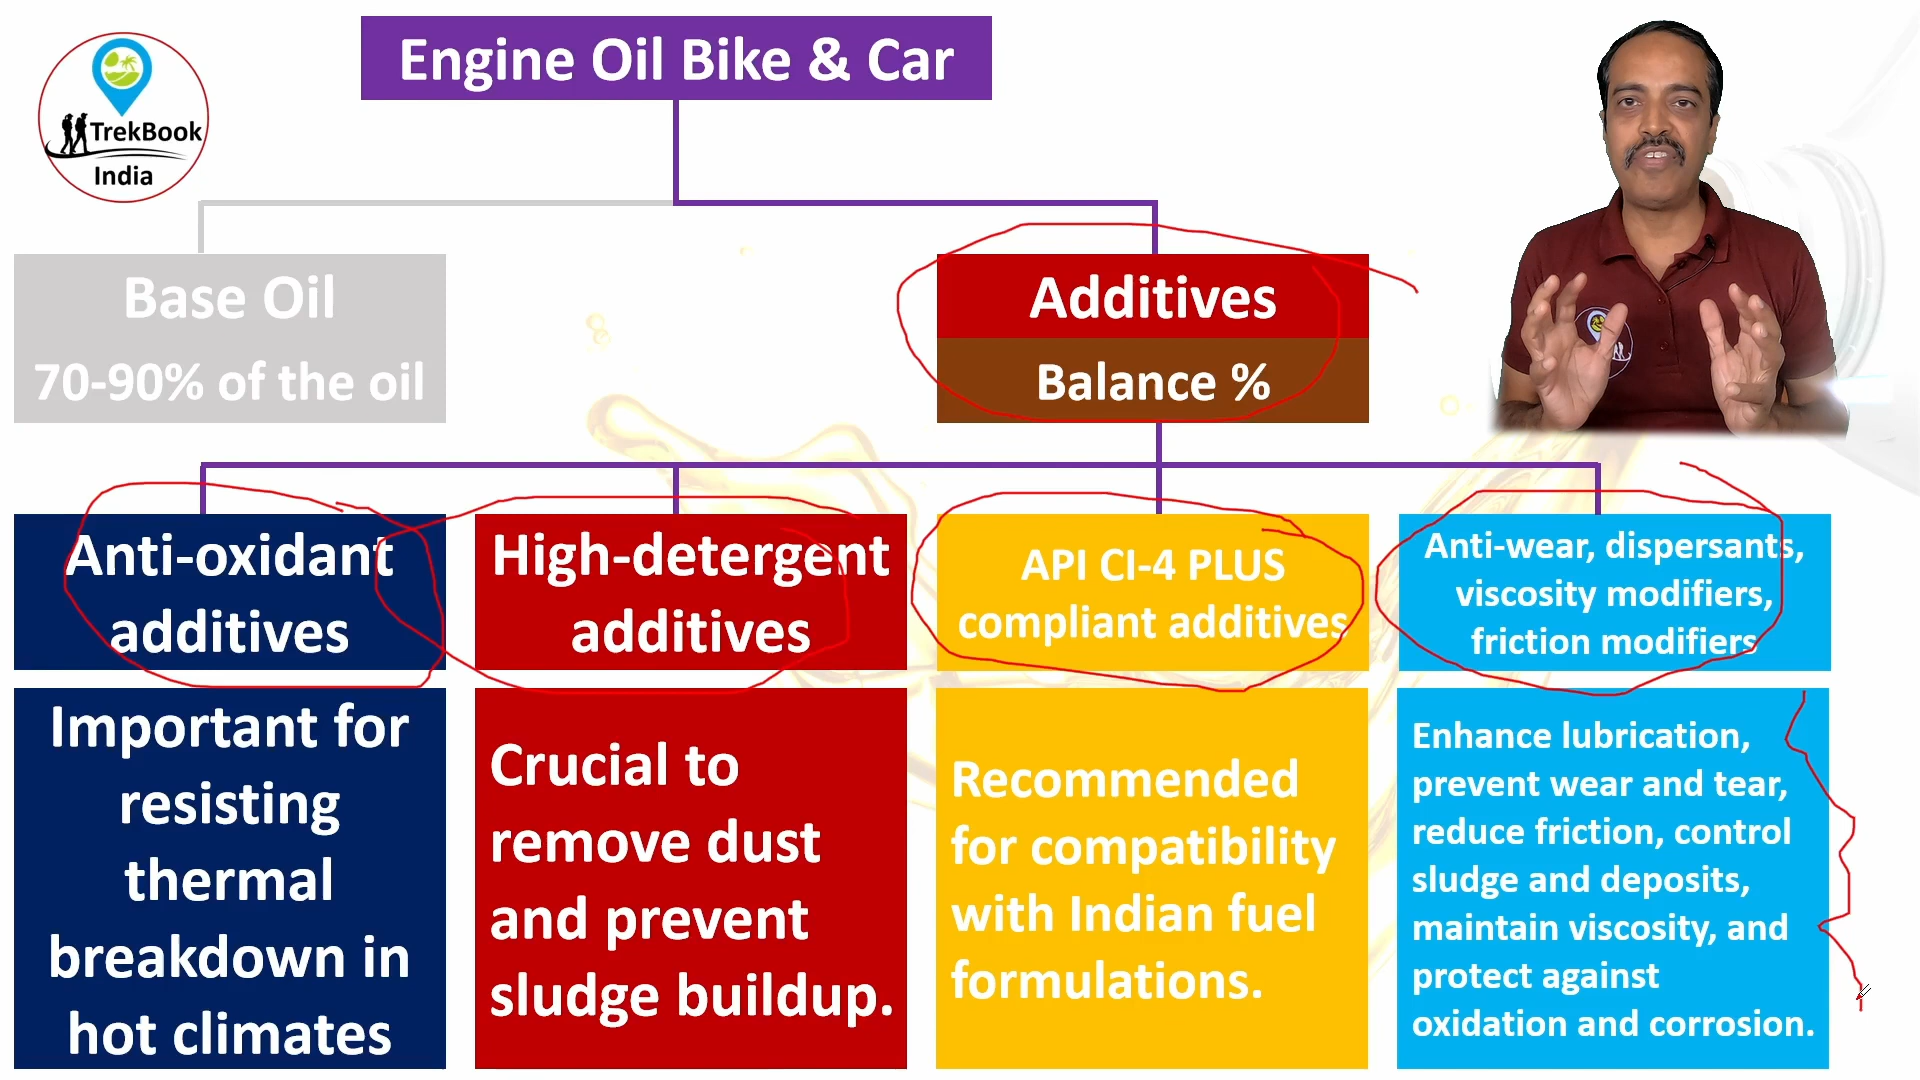 Engine Oil Bike & Car
TrekBook
India
Base Oil
70-90% of the oil
Additives
Balance %
Anti-oxidant
additives
High-detergent
additives
API CI-4 PLUS
compliant additives
Anti-wear, dispersants,
viscosity modifiers,
friction modifiers
Important for
resisting
thermal
breakdown in
hot climates
Crucial to
remove dust
and prevent
sludge buildup.
Recommended
for compatibility
with Indian fuel
formulations.
Enhance lubrication,
prevent wear and tear,
reduce friction, control
sludge and deposits,
maintain viscosity, and
protect against
oxidation and corrosion.